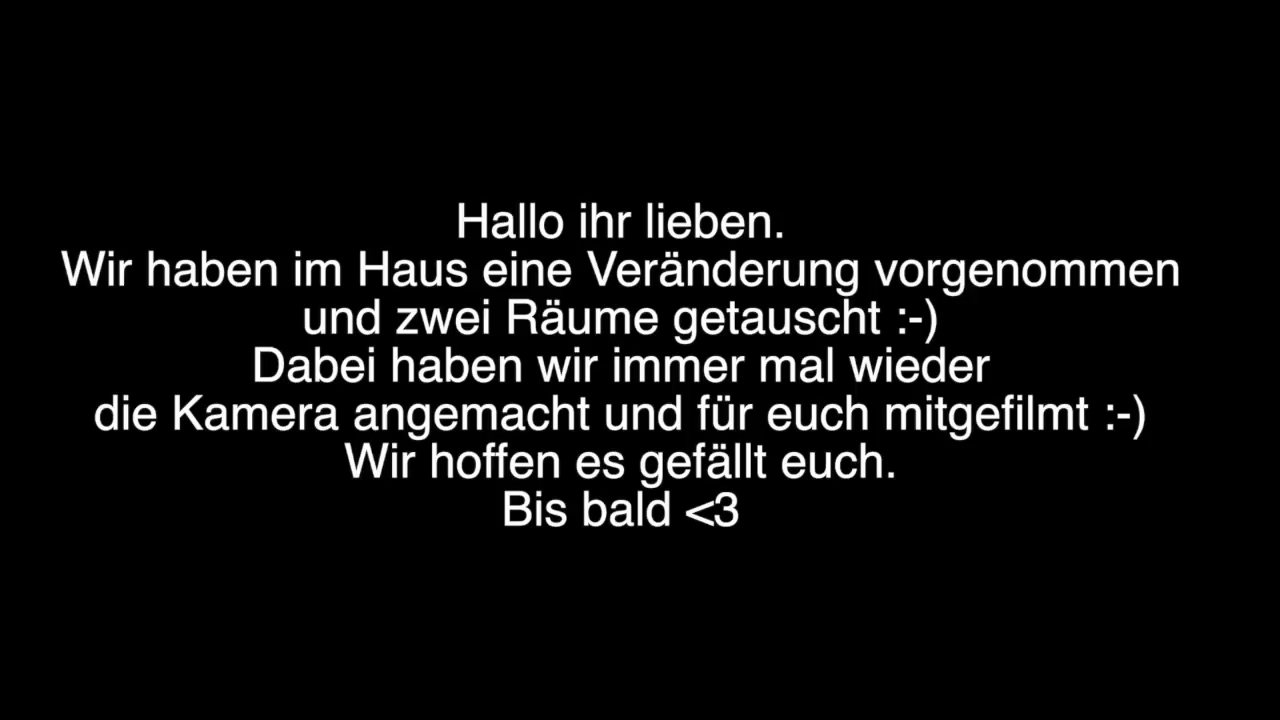 Hallo ihr lieben.
Wir haben im Haus eine Veränderung vorgenommen
und zwei Räume getauscht :-)
Dabei haben wir immer mal wieder
die Kamera angemacht und für euch mitgefilmt :-)
Wir hoffen es gefällt euch.
Bis bald <3